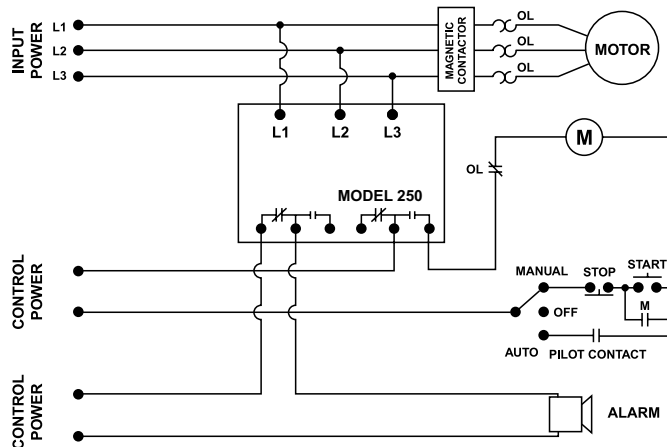 INPUT POWER
L1
L2
L3
MAGNETIC CONTACTOR
OL
OL
OL
MOTOR
L1 L2 L3
MODEL 250
OL
M
CONTROL POWER
MANUAL
STOP
START
OFF
M
AUTO
PILOT CONTACT
CONTROL POWER
ALARM